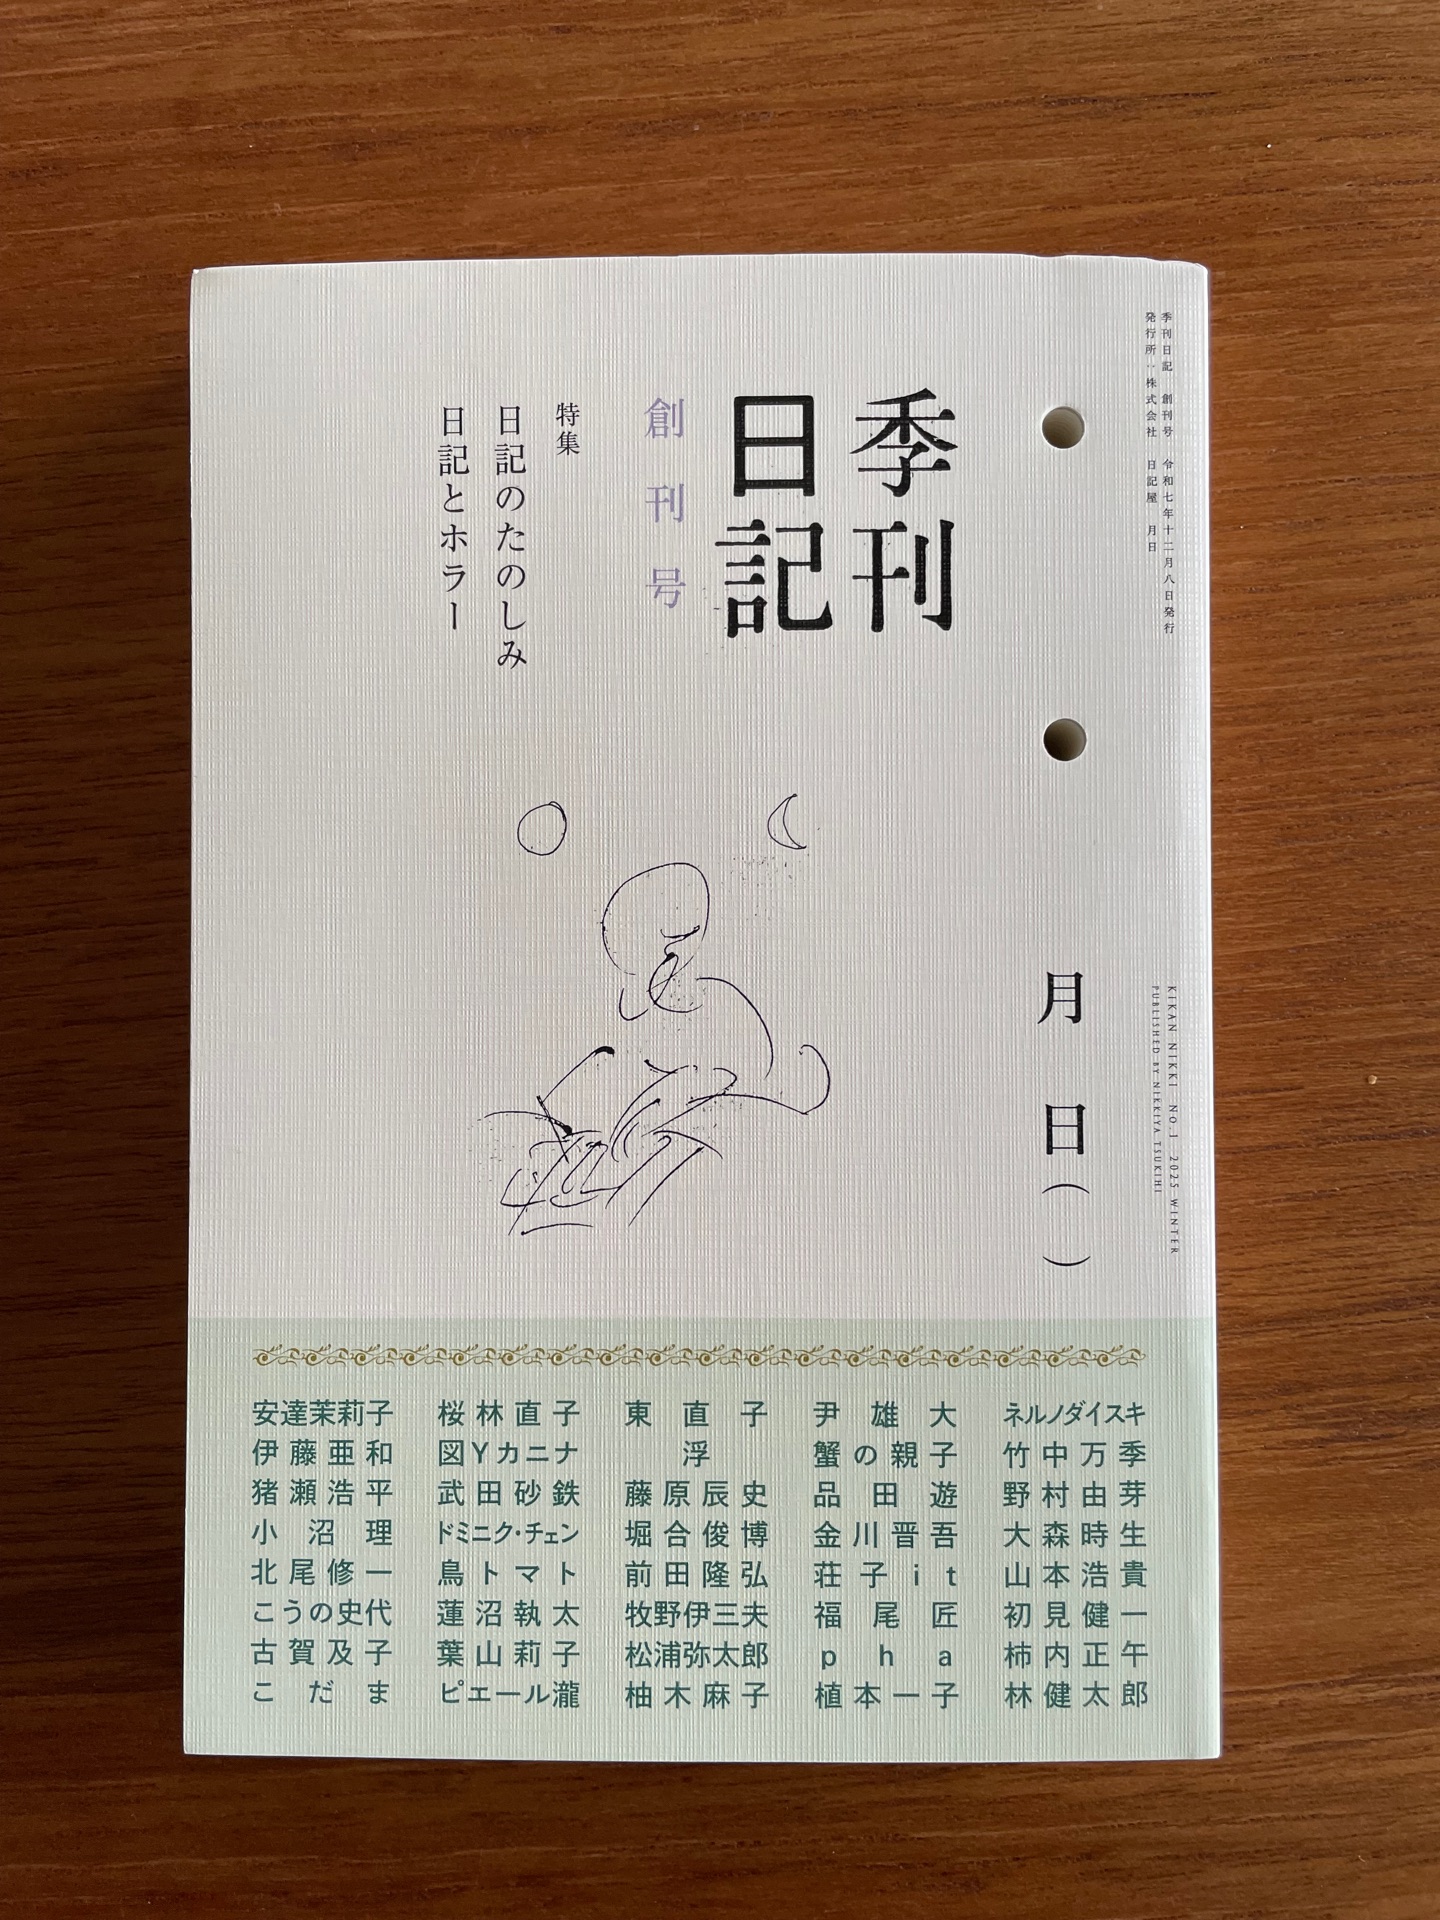 季刊日記　創刊号　令和七年十二月八日発行
発行所：株式会社　日記屋　月日
KIKAN NIKKI No.1 2025 WINTER
PUBLISHED BY NIKKIYA TSUKIHI
月　日（　）
季刊
日記
創刊号
特集
日記のたのしみ
日記とホラー
安達茉莉子　桜林直子　東直子　尹雄大　ネルノダイスキ
伊藤亜和　図Yカニナ　浮　蟹の親子　竹中万季
猪瀬浩平　武田砂鉄　藤原辰史　品田遊　野村由芽
小沼理　ドミニク・チェン　堀合俊博　金川晋吾　大森時生
北尾修一　鳥トマト　前田隆弘　荘子it　山本浩貴
こうの史代　蓮沼執太　牧野伊三夫　福尾匠　初見健一
古賀及子　葉山莉子　松浦弥太郎　pha　柿内正午
こだま　ピエール瀧　柚木麻子　植本一子　林健太郎